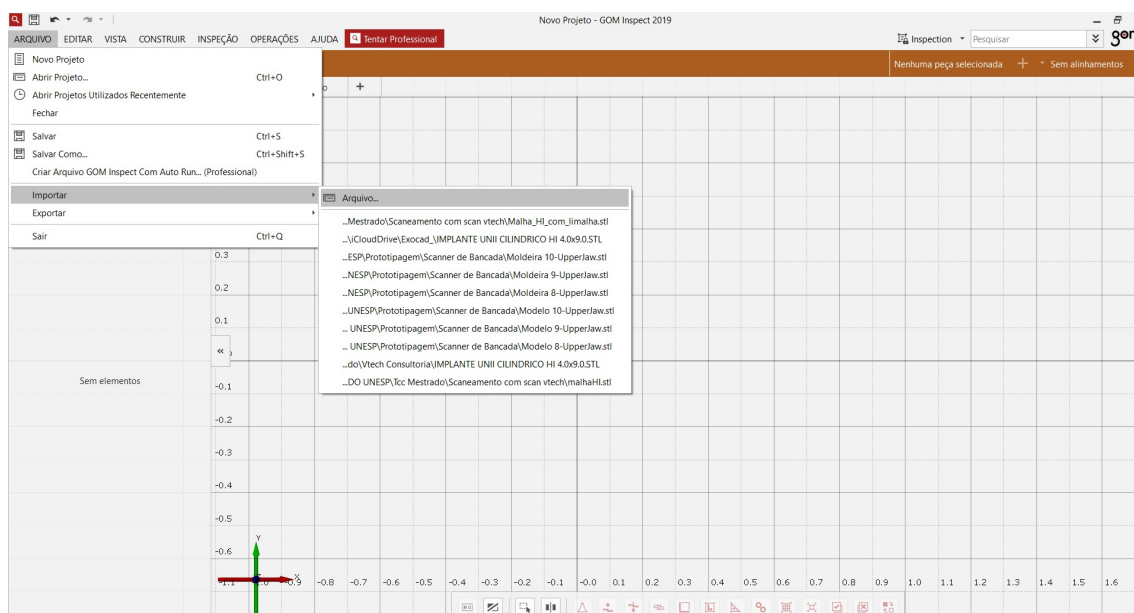 Novo Projeto - GOM Inspect 2019
ARQUIVO EDITAR VISTA CONSTRUIR INSPEÇÃO OPERAÇÕES AJUDA Tentar Professional Inspection Pesquisar
Novo Projeto
Abrir Projeto... Ctrl+O
Abrir Projetos Utilizados Recentemente
Fechar
Salvar Ctrl+S
Salvar Como... Ctrl+Shift+S
Criar Arquivo GOM Inspect Com Auto Run... (Professional)
Importar
Exportar
Sair Ctrl+Q
Nenhuma peça selecionada Sem alinhamentos
Arquivo...
...Mestrado\Scaneamento com scan vtech\Malha_HI_com_limalha.stl
...\iCloudDrive\Exocad_\IMPLANTE UNII CILINDRICO HI 4.0x9.0.STL
...ESP\Prototipagem\Scanner de Bancada\Moldeira 10-UpperJaw.stl
...NESP\Prototipagem\Scanner de Bancada\Moldeira 9-UpperJaw.stl
...NESP\Prototipagem\Scanner de Bancada\Moldeira 8-UpperJaw.stl
...UNESP\Prototipagem\Scanner de Bancada\Modelo 10-UpperJaw.stl
... UNESP\Prototipagem\Scanner de Bancada\Modelo 9-UpperJaw.stl
... UNESP\Prototipagem\Scanner de Bancada\Modelo 8-UpperJaw.stl
...do\Vtech Consultoria\IMPLANTE UNII CILINDRICO HI 4.0x9.0.STL
...DO UNESP\Tcc Mestrado\Scaneamento com scan vtech\malhaHI.stl
Sem elementos
0.3
0.2
0.1
-0.1
-0.2
-0.3
-0.4
-0.5
-0.6
Y
X
-0.8 -0.7 -0.6 -0.5 -0.4 -0.3 -0.2 -0.1 -0.0 0.1 0.2 0.3 0.4 0.5 0.6 0.7 0.8 0.9 1.0 1.1 1.2 1.3 1.4 1.5 1.6